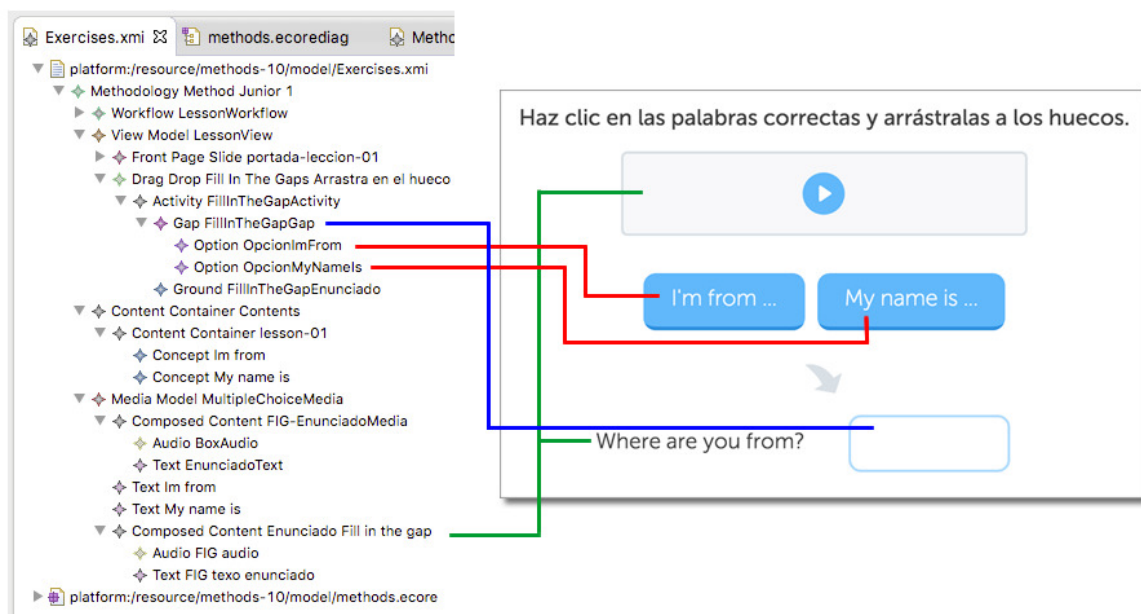 Exercises.xmi
methods.ecorediag
Metho
platform:/resource/methods-10/model/Exercises.xmi
Methodology Method Junior 1
Workflow LessonWorkflow
View Model LessonView
Front Page Slide portada-leccion-01
Drag Drop Fill In The Gaps Arrastra en el hueco
Activity FillInTheGapActivity
Gap FillInTheGapGap
Option OpcionImFrom
Option OpcionMyNameIs
Ground FillInTheGapEnunciado
Content Container Contents
Content Container lesson-01
Concept Im from
Concept My name is
Media Model MultipleChoiceMedia
Composed Content FIG-EnunciadoMedia
Audio BoxAudio
Text EnunciadoText
Text Im from
Text My name is
Composed Content Enunciado Fill in the gap
Audio FIG audio
Text FIG texo enunciado
platform:/resource/methods-10/model/methods.ecore
Haz clic en las palabras correctas y arrástralas a los huecos.
I'm from ...
My name is ...
Where are you from?